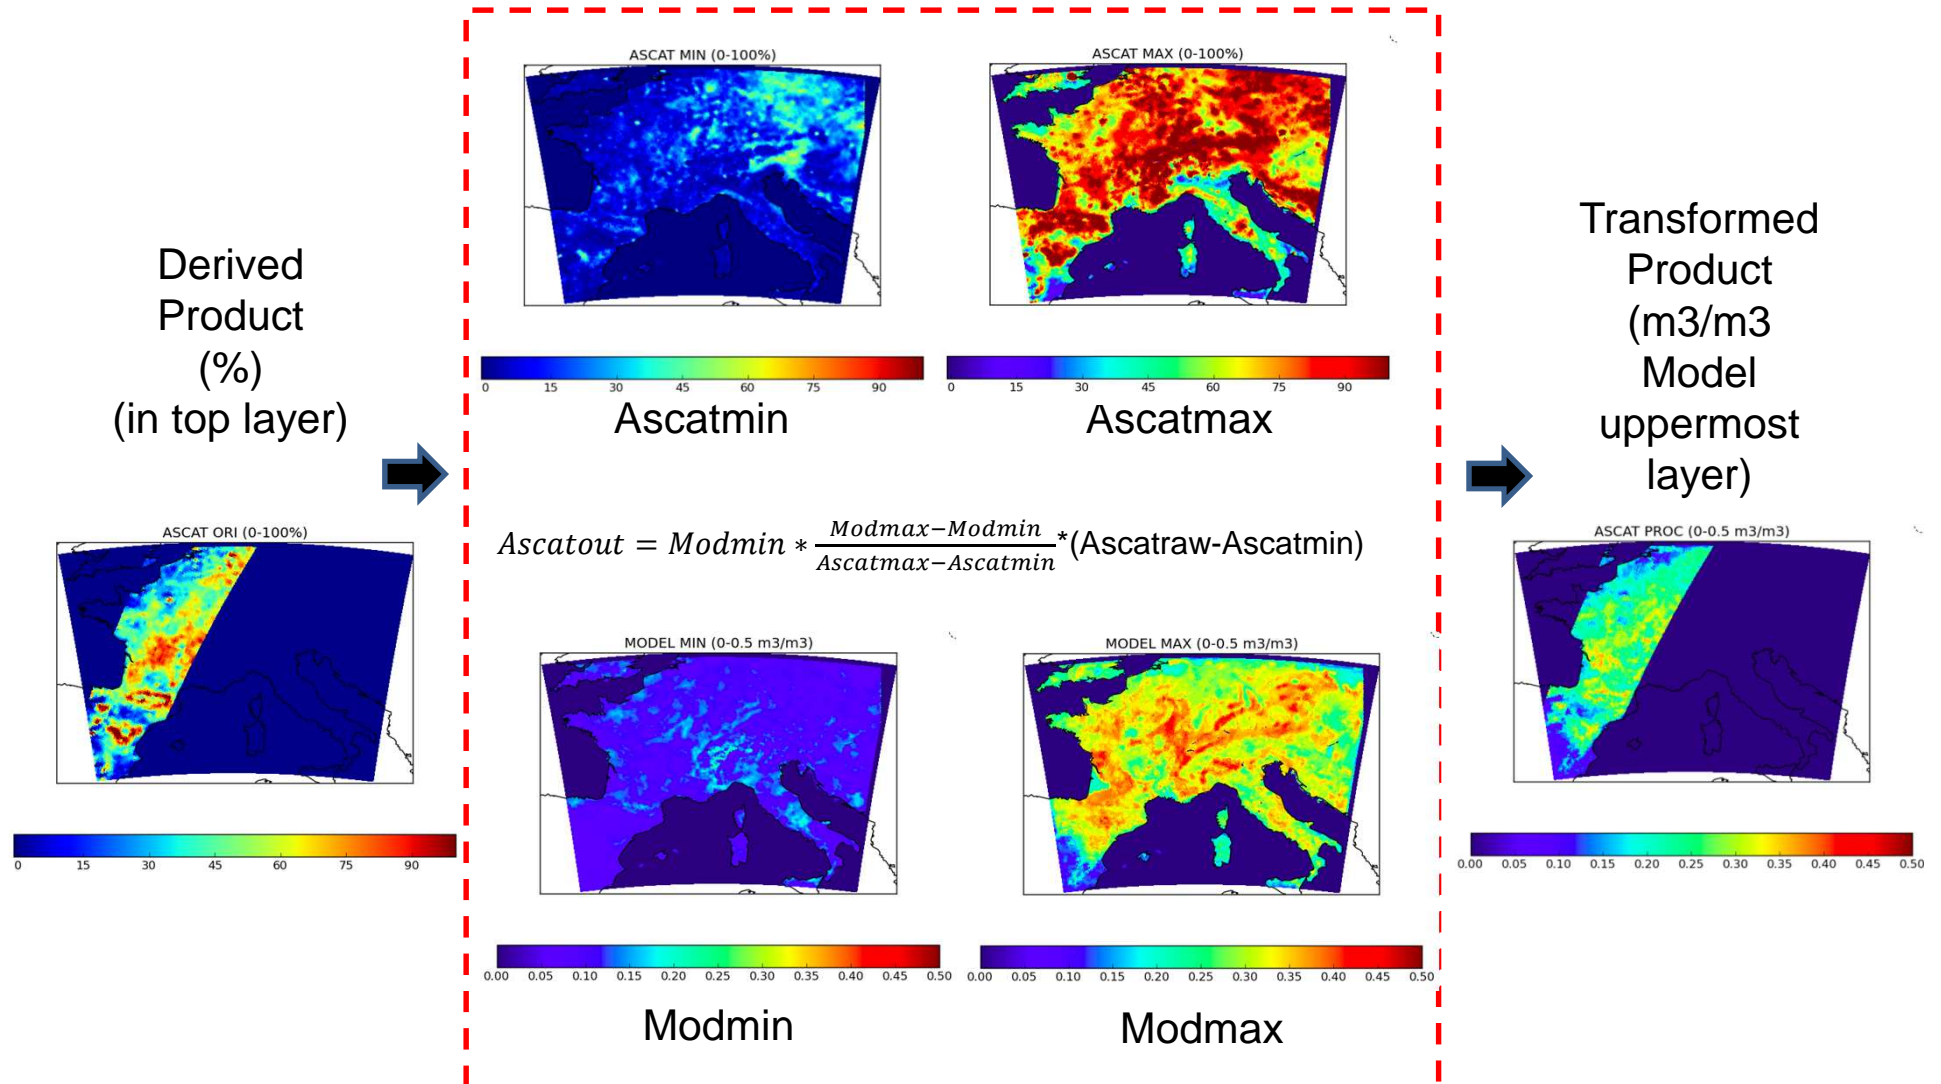 Derived
Product
(%)
(in top layer)
ASCAT ORI (0-100%)
0 15 30 45 60 75 90
ASCAT MIN (0-100%)
0 15 30 45 60 75 90
Ascatmin
ASCAT MAX (0-100%)
0 15 30 45 60 75 90
Ascatmax
Ascatout = Modmin ∗ \frac{Modmax−Modmin}{Ascatmax−Ascatmin}*(Ascatraw-Ascatmin)
MODEL MIN (0-0.5 m3/m3)
0.00 0.05 0.10 0.15 0.20 0.25 0.30 0.35 0.40 0.45 0.50
Modmin
MODEL MAX (0-0.5 m3/m3)
0.00 0.05 0.10 0.15 0.20 0.25 0.30 0.35 0.40 0.45 0.50
Modmax
Transformed
Product
(m3/m3
Model
uppermost
layer)
ASCAT PROC (0-0.5 m3/m3)
0.00 0.05 0.10 0.15 0.20 0.25 0.30 0.35 0.40 0.45 0.50